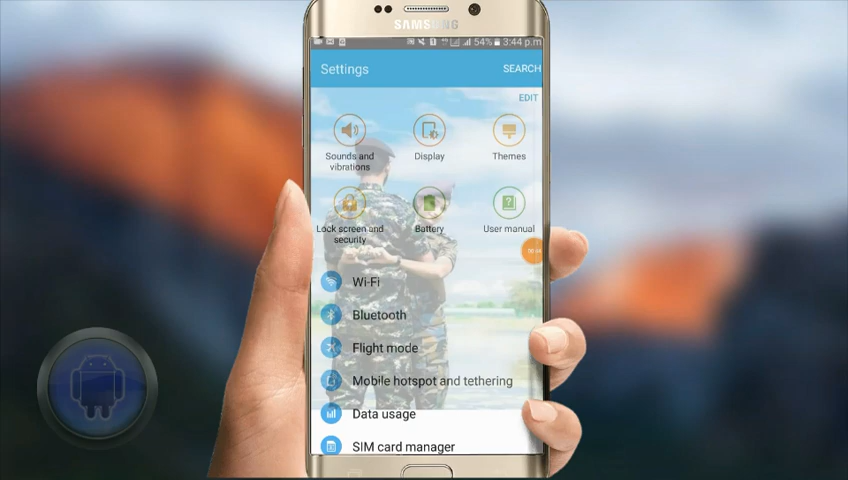 SAMSUNG
54% 3:44 p.m
Settings
SEARCH
EDIT
Sounds and
vibrations
Display
Themes
Lock screen and
security
Battery
User manual
Wi-Fi
Bluetooth
Flight mode
Mobile hotspot and tethering
Data usage
SIM card manager